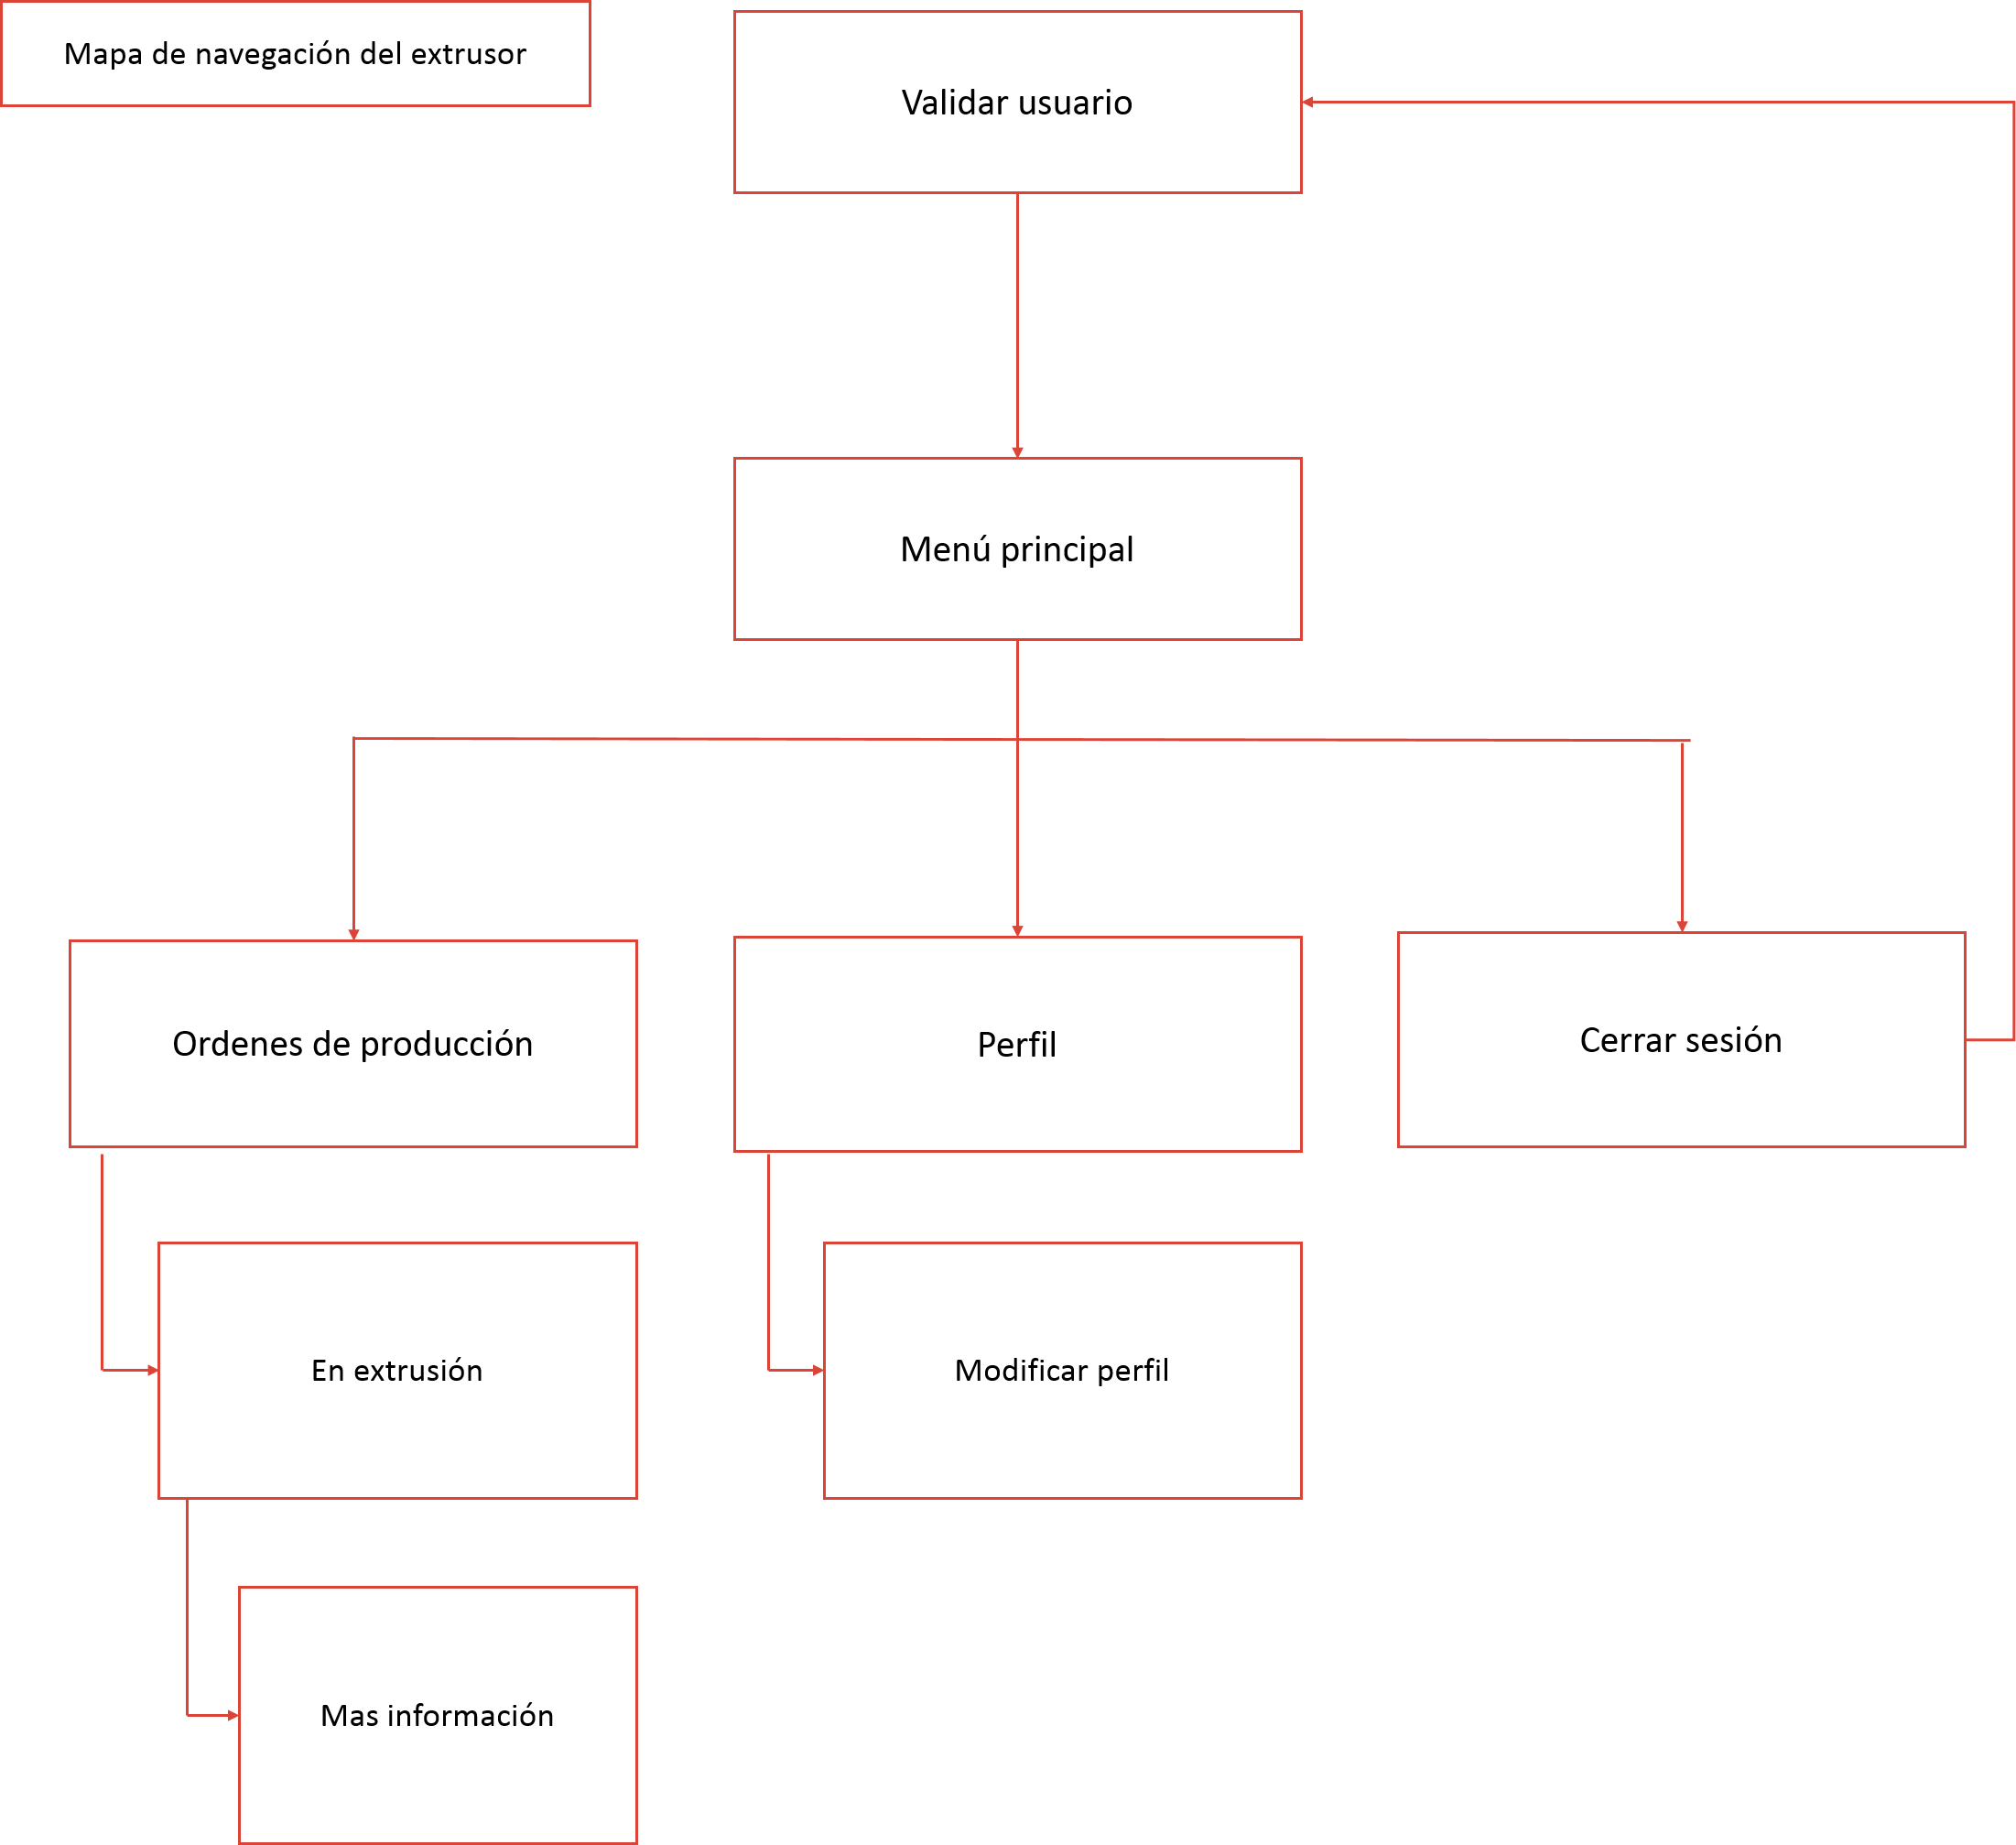 Mapa de navegación del extrusor
Validar usuario
Menú principal
Ordenes de producción
Perfil
Cerrar sesión
En extrusión
Modificar perfil
Mas información